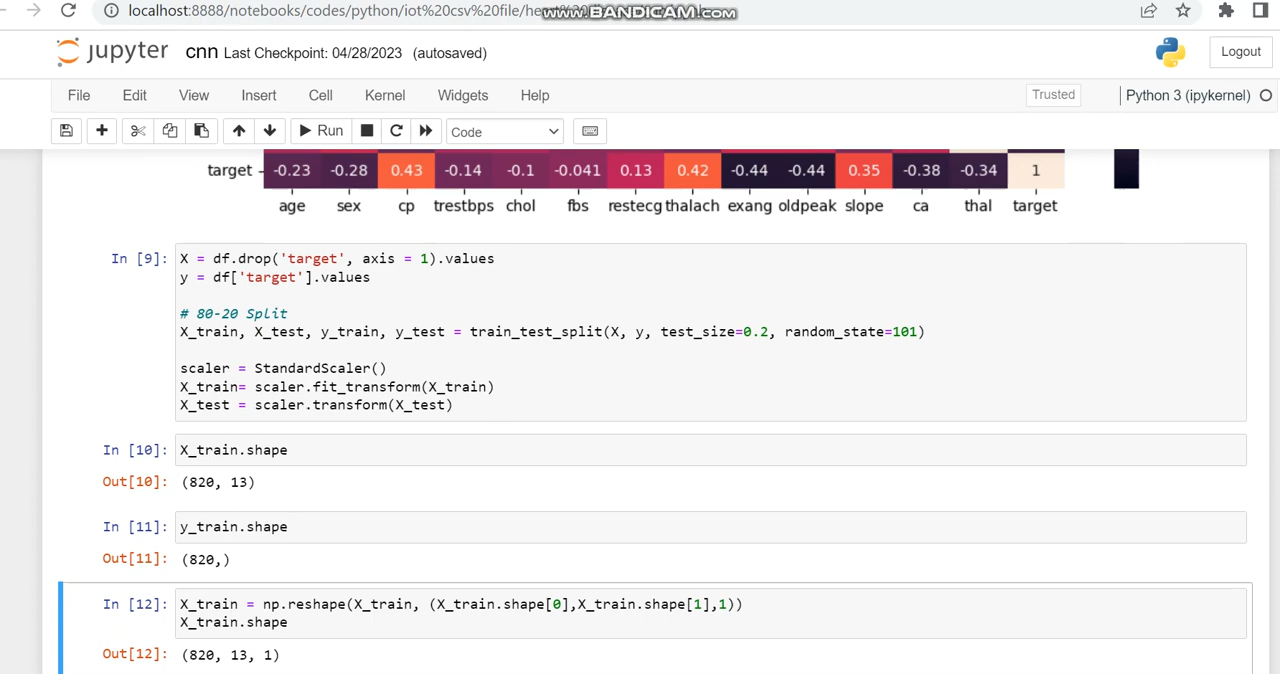 localhost:8888/notebooks/codes/python/iot%20csv%20file/he
www.BANDICAM.com
jupyter cnn Last Checkpoint: 04/28/2023 (autosaved)
Logout
File Edit View Insert Cell Kernel Widgets Help
Trusted
Python 3 (ipykernel)
Run
Code
target -0.23 -0.28 0.43 -0.14 -0.1 -0.041 0.13 0.42 -0.44 -0.44 0.35 -0.38 -0.34 1
age sex cp trestbps chol fbs restecg thalach exang oldpeak slope ca thal target
In [9]: X = df.drop('target', axis = 1).values
y = df['target'].values
# 80-20 Split
X_train, X_test, y_train, y_test = train_test_split(X, y, test_size=0.2, random_state=101)
scaler = StandardScaler()
X_train= scaler.fit_transform(X_train)
X_test = scaler.transform(X_test)
In [10]: X_train.shape
Out[10]: (820, 13)
In [11]: y_train.shape
Out[11]: (820,)
In [12]: X_train = np.reshape(X_train, (X_train.shape[0],X_train.shape[1],1))
X_train.shape
Out[12]: (820, 13, 1)